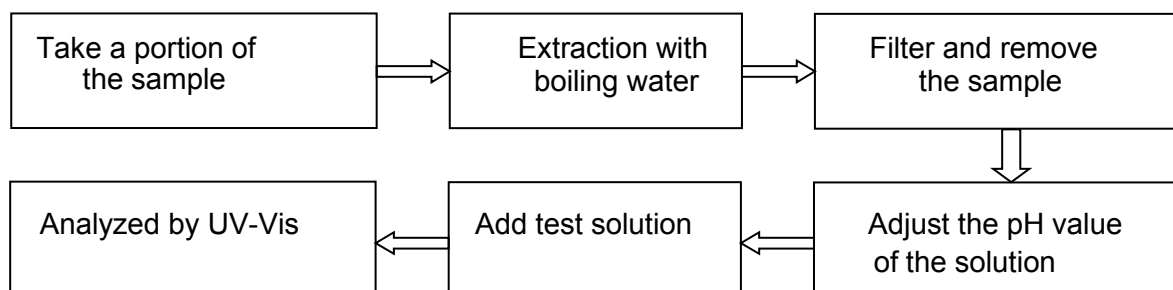 Take a portion of
the sample
Extraction with
boiling water
Filter and remove
the sample
Adjust the pH value
of the solution
Add test solution
Analyzed by UV-Vis